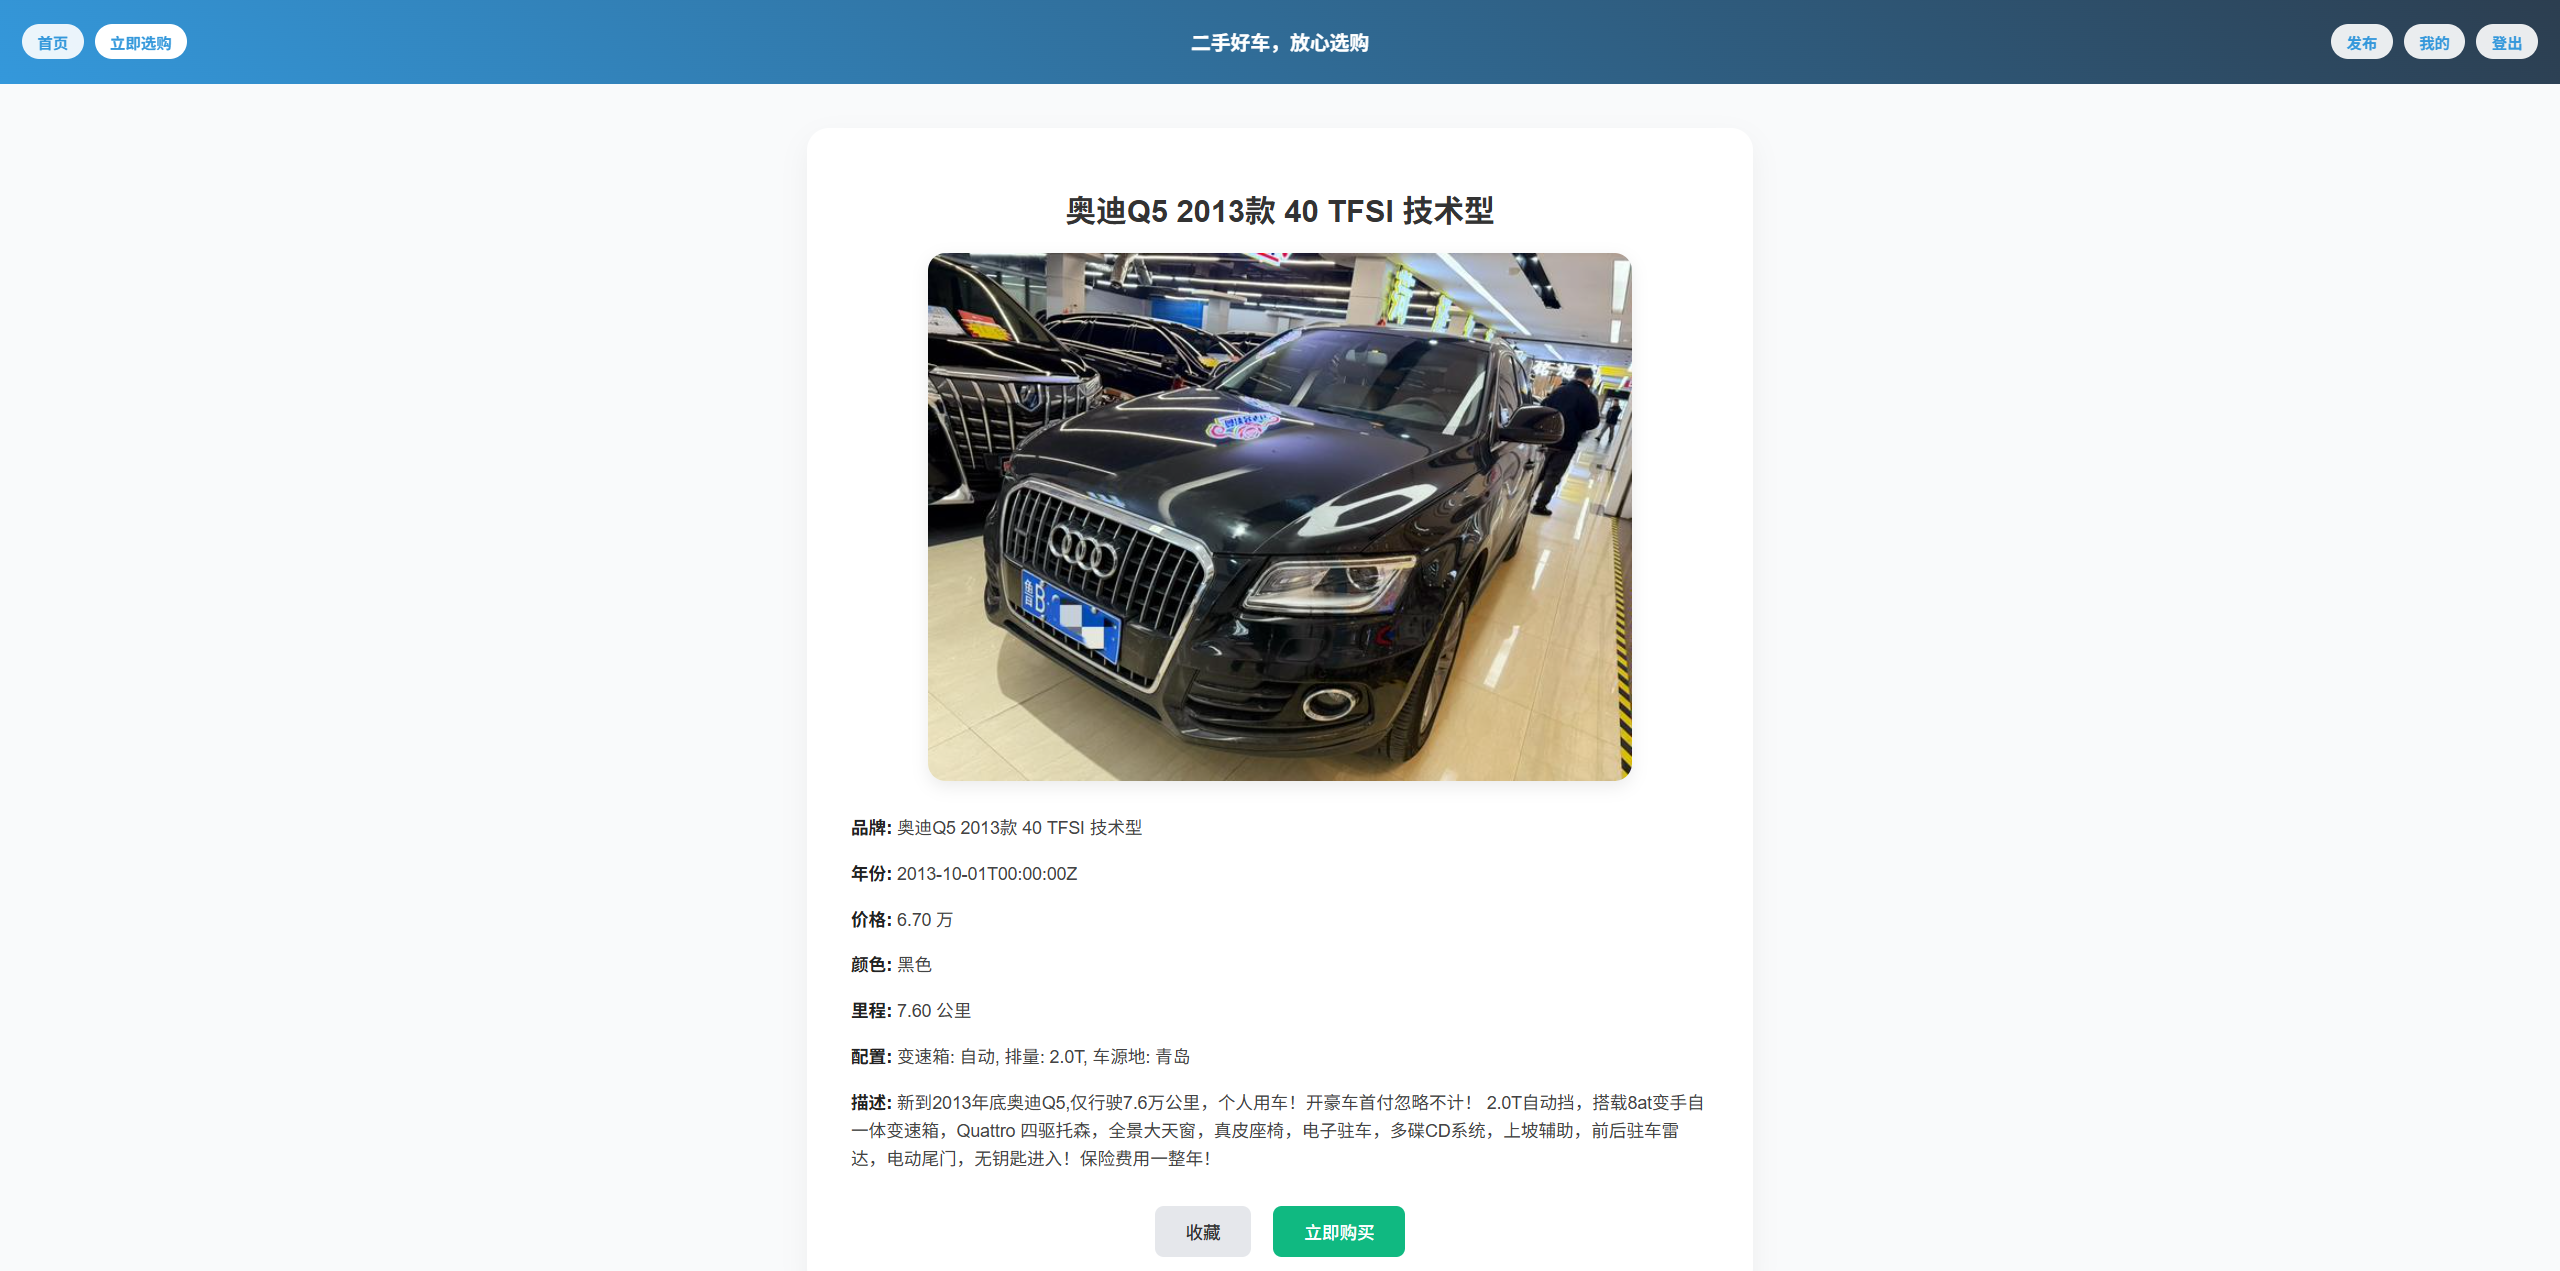 首页
立即选购
二手好车，放心选购
发布
我的
登出
奥迪Q5 2013款 40 TFSI 技术型
鲁B
品牌: 奥迪Q5 2013款 40 TFSI 技术型
年份: 2013-10-01T00:00:00Z
价格: 6.70 万
颜色: 黑色
里程: 7.60 公里
配置: 变速箱: 自动, 排量: 2.0T, 车源地: 青岛
描述: 新到2013年底奥迪Q5,仅行驶7.6万公里，个人用车！开豪车首付忽略不计！ 2.0T自动挡，搭载8at变手自
一体变速箱，Quattro 四驱托森，全景大天窗，真皮座椅，电子驻车，多碟CD系统，上坡辅助，前后驻车雷
达，电动尾门，无钥匙进入！保险费用一整年！
收藏
立即购买